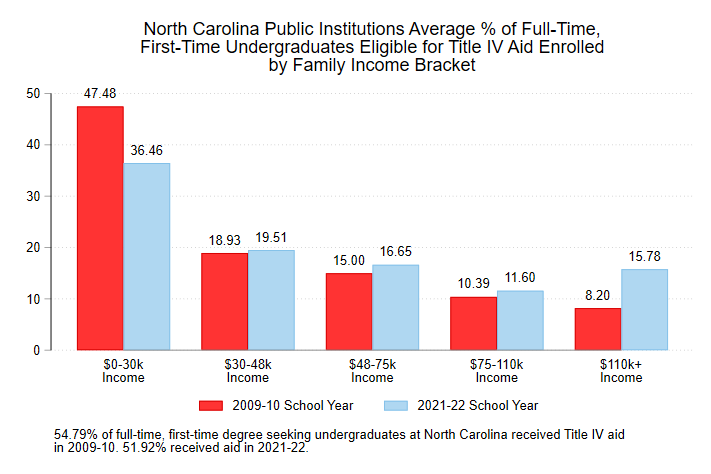 North Carolina Public Institutions Average % of Full-Time,
First-Time Undergraduates Eligible for Title IV Aid Enrolled
by Family Income Bracket
50
40
30
20
10
0
47.48
36.46
18.93
19.51
15.00
16.65
10.39
11.60
8.20
15.78
$0-30k
Income
$30-48k
Income
$48-75k
Income
$75-110k
Income
$110k+
Income
2009-10 School Year
2021-22 School Year
54.79% of full-time, first-time degree seeking undergraduates at North Carolina received Title IV aid
in 2009-10. 51.92% received aid in 2021-22.